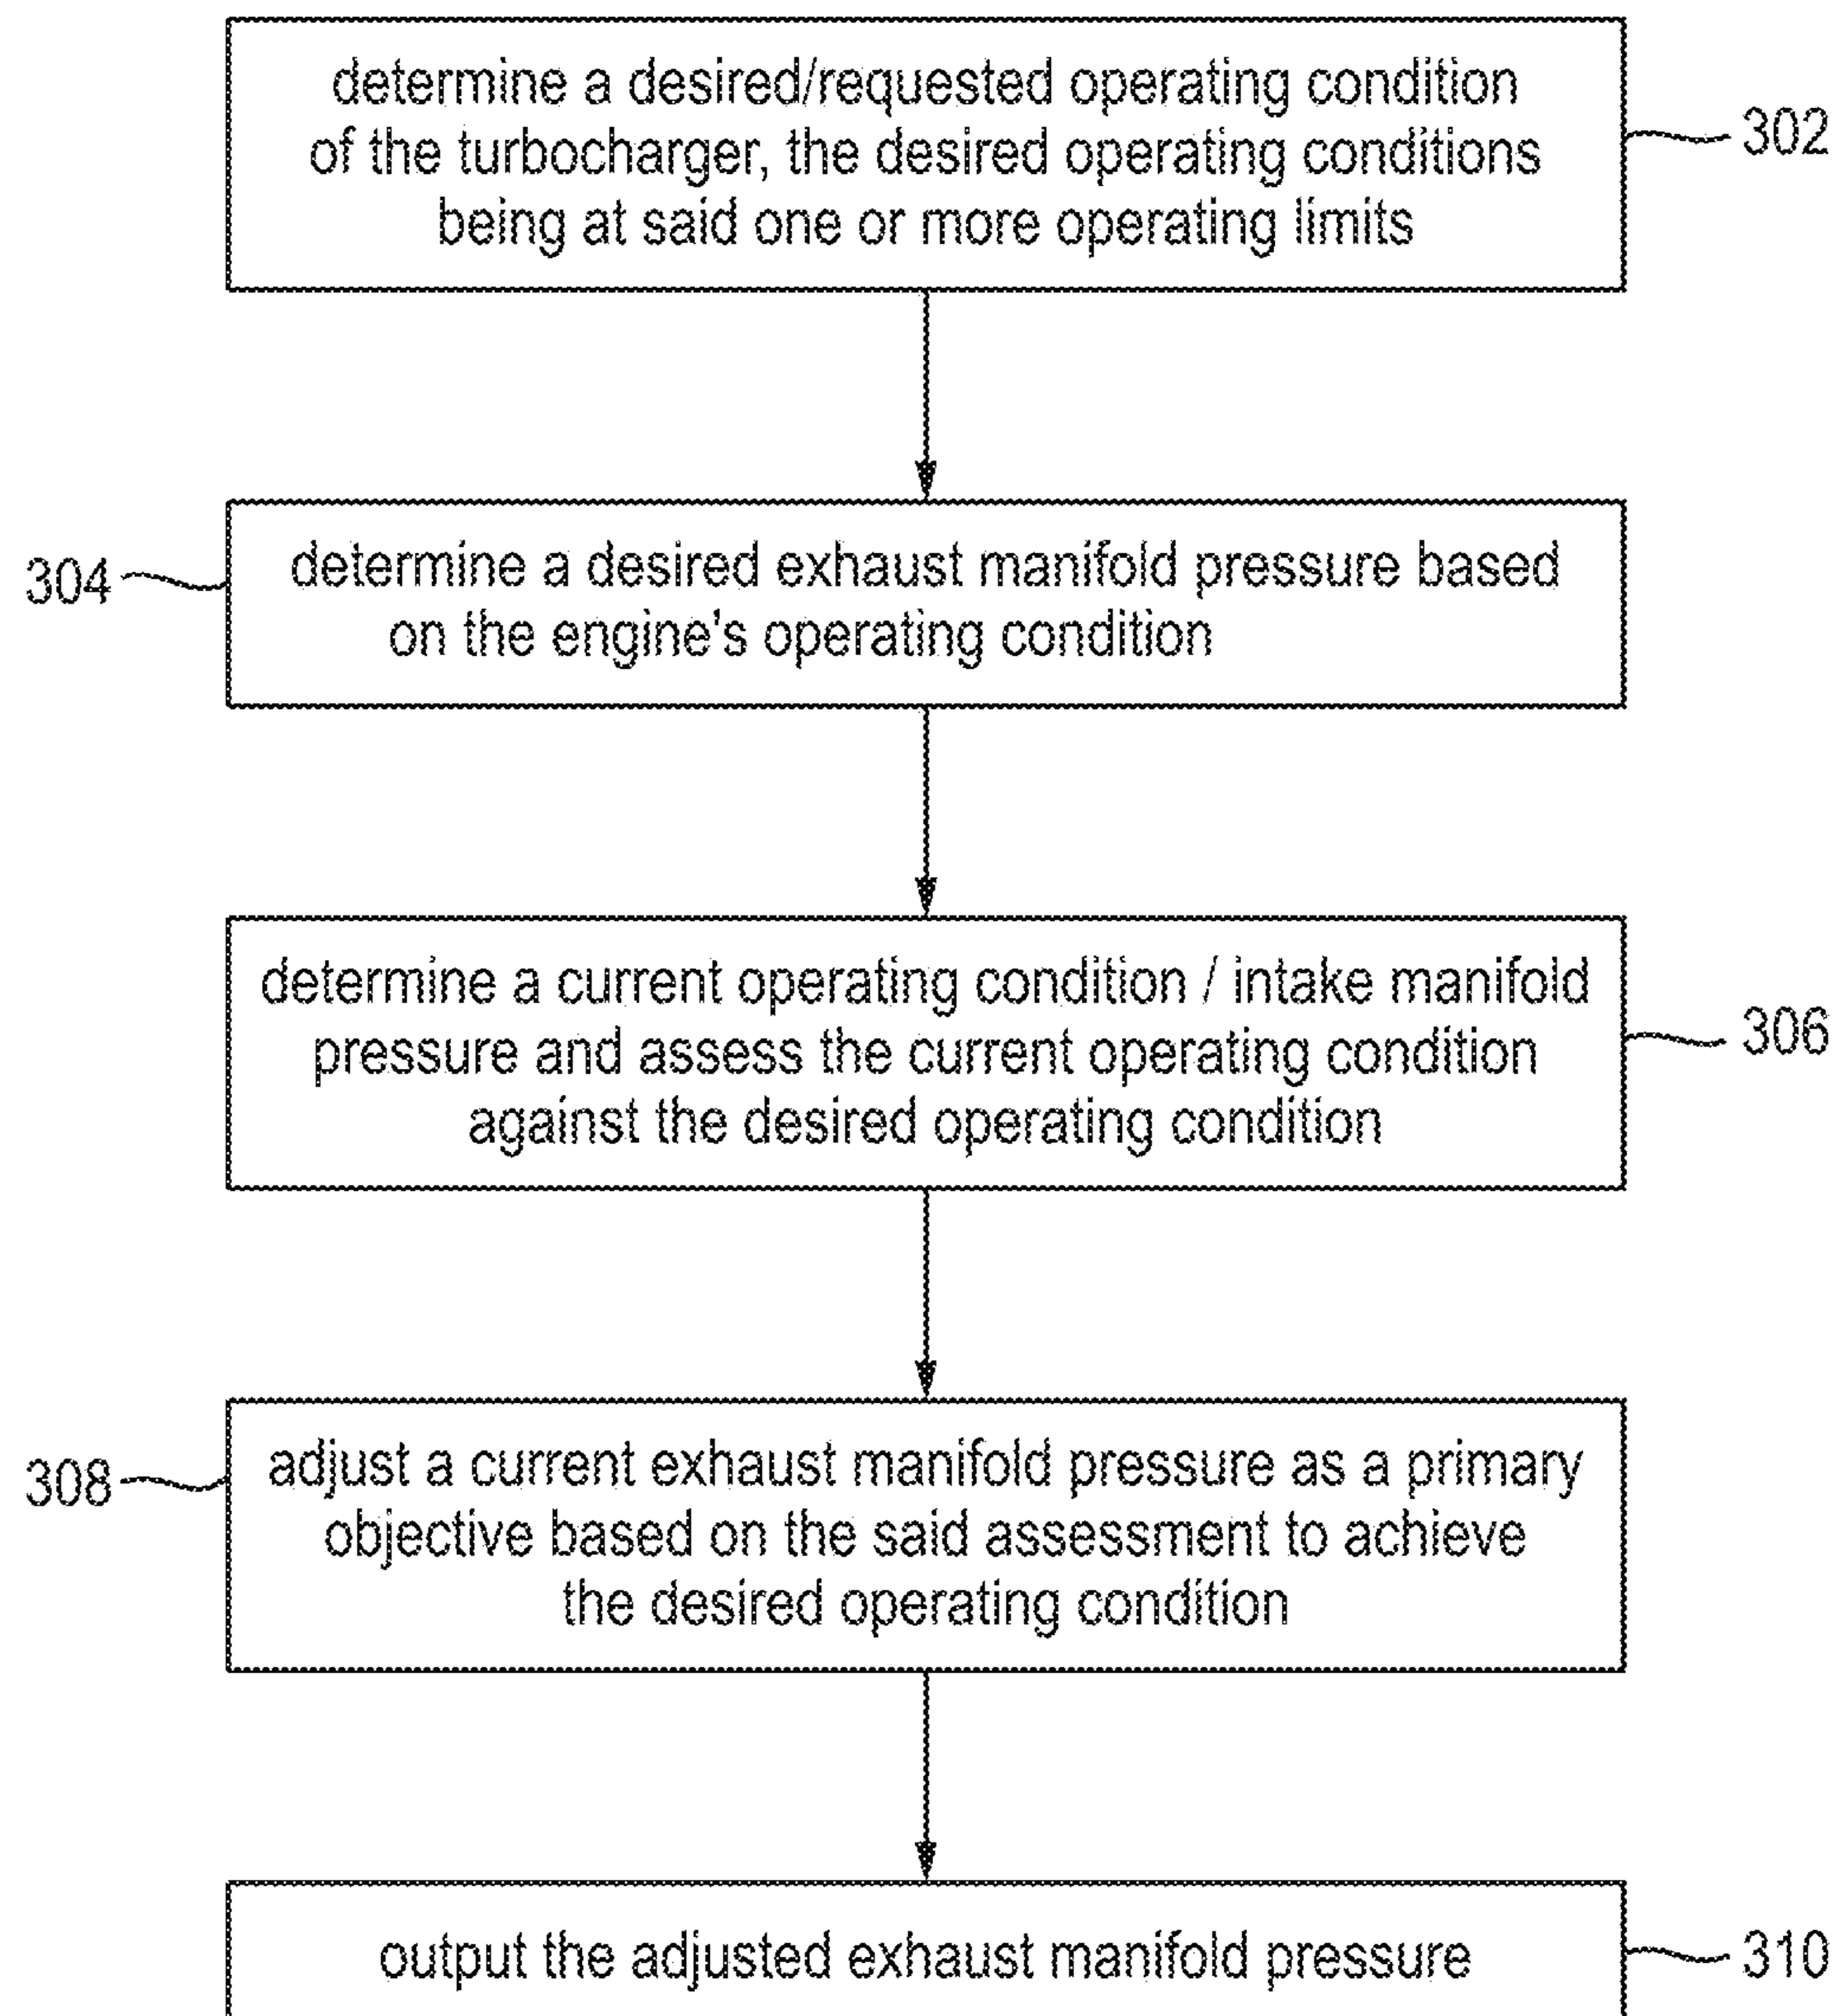 determine a desired/requested operating condition
of the turbocharger, the desired operating conditions
being at said one or more operating limits
302
304
determine a desired exhaust manifold pressure based
on the engine's operating condition
determine a current operating condition / intake manifold
pressure and assess the current operating condition
against the desired operating condition
306
308
adjust a current exhaust manifold pressure as a primary
objective based on the said assessment to achieve
the desired operating condition
output the adjusted exhaust manifold pressure
310